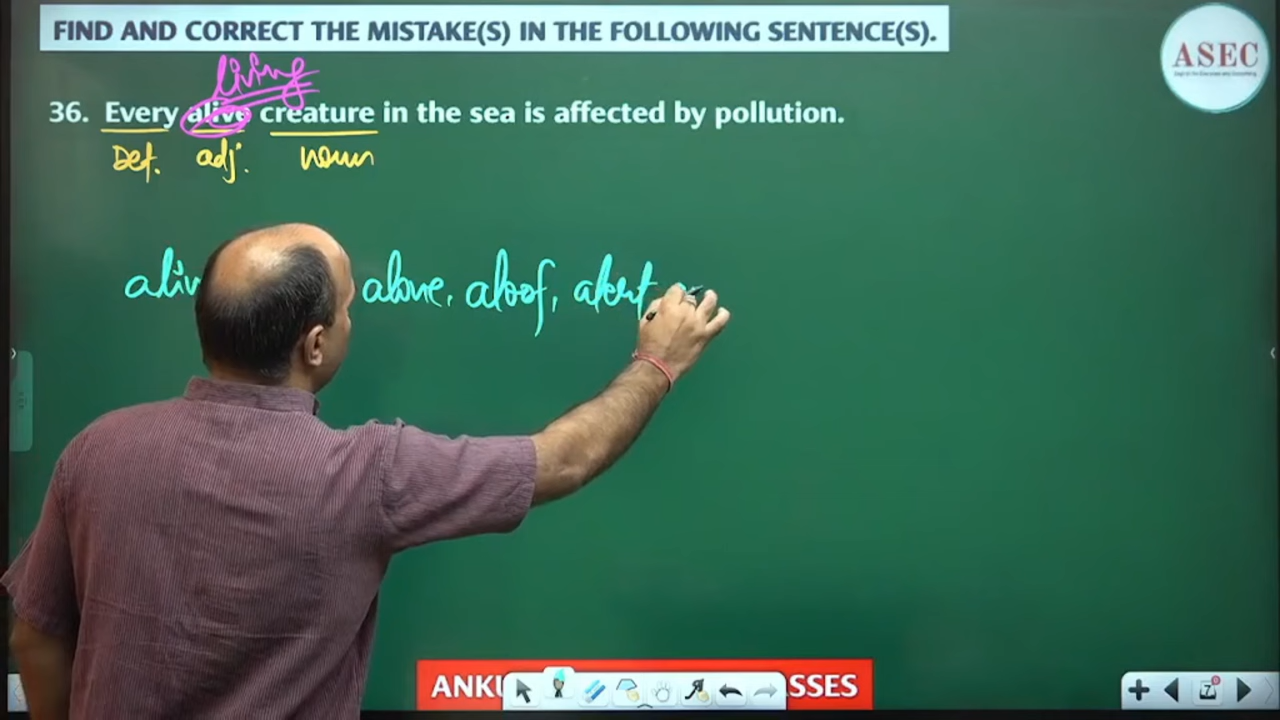 FIND AND CORRECT THE MISTAKE(S) IN THE FOLLOWING SENTENCE(S).
ASEC
living
36. Every alive creature in the sea is affected by pollution.
Det. adj. noun
aliv alone, aloof, alert
ANKU SSES